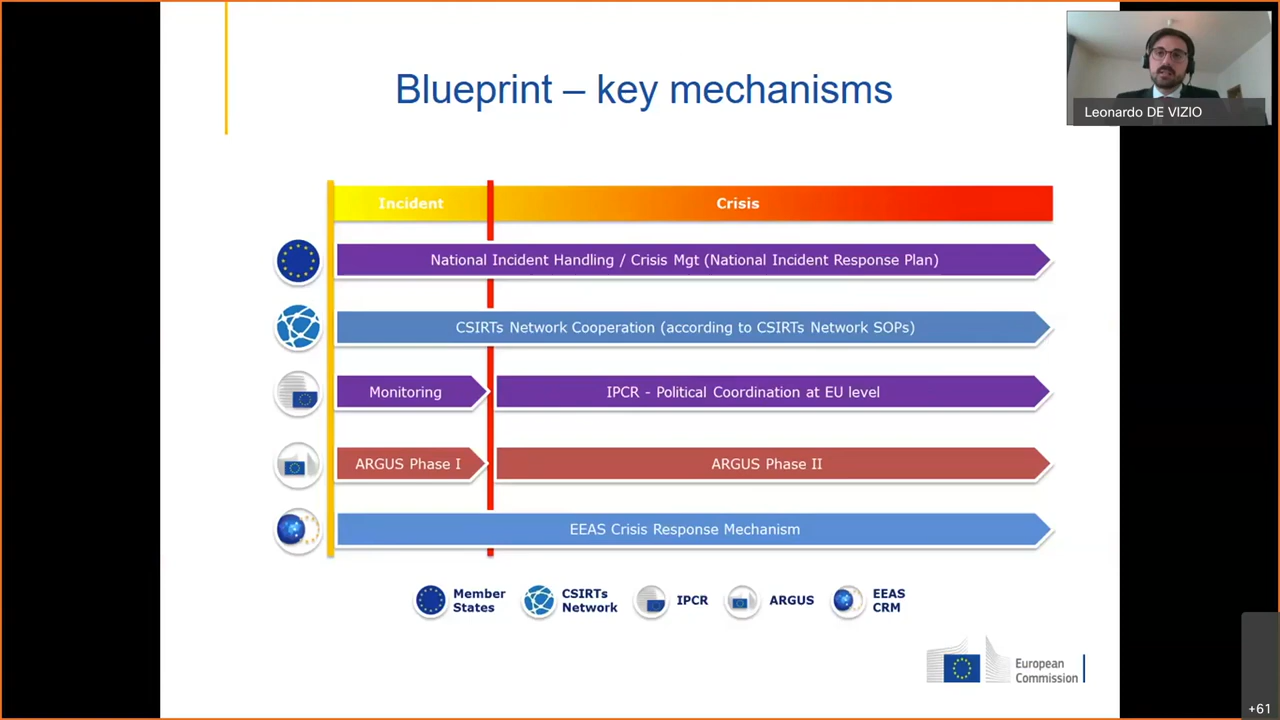 Blueprint – key mechanisms
Leonardo DE VIZIO
Incident
Crisis
National Incident Handling / Crisis Mgt (National Incident Response Plan)
CSIRTs Network Cooperation (according to CSIRTs Network SOPs)
Monitoring
IPCR - Political Coordination at EU level
ARGUS Phase I
ARGUS Phase II
EEAS Crisis Response Mechanism
Member
States
CSIRTs
Network
IPCR
ARGUS
EEAS
CRM
European
Commission
+61